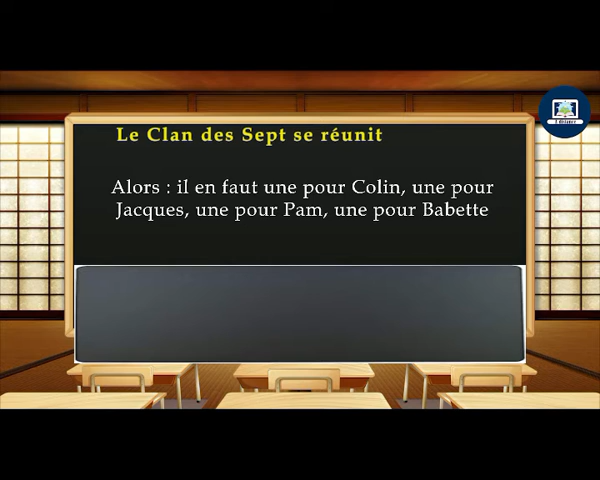 Le Clan des Sept se réunit
Alors : il en faut une pour Colin, une pour
Jacques, une pour Pam, une pour Babette